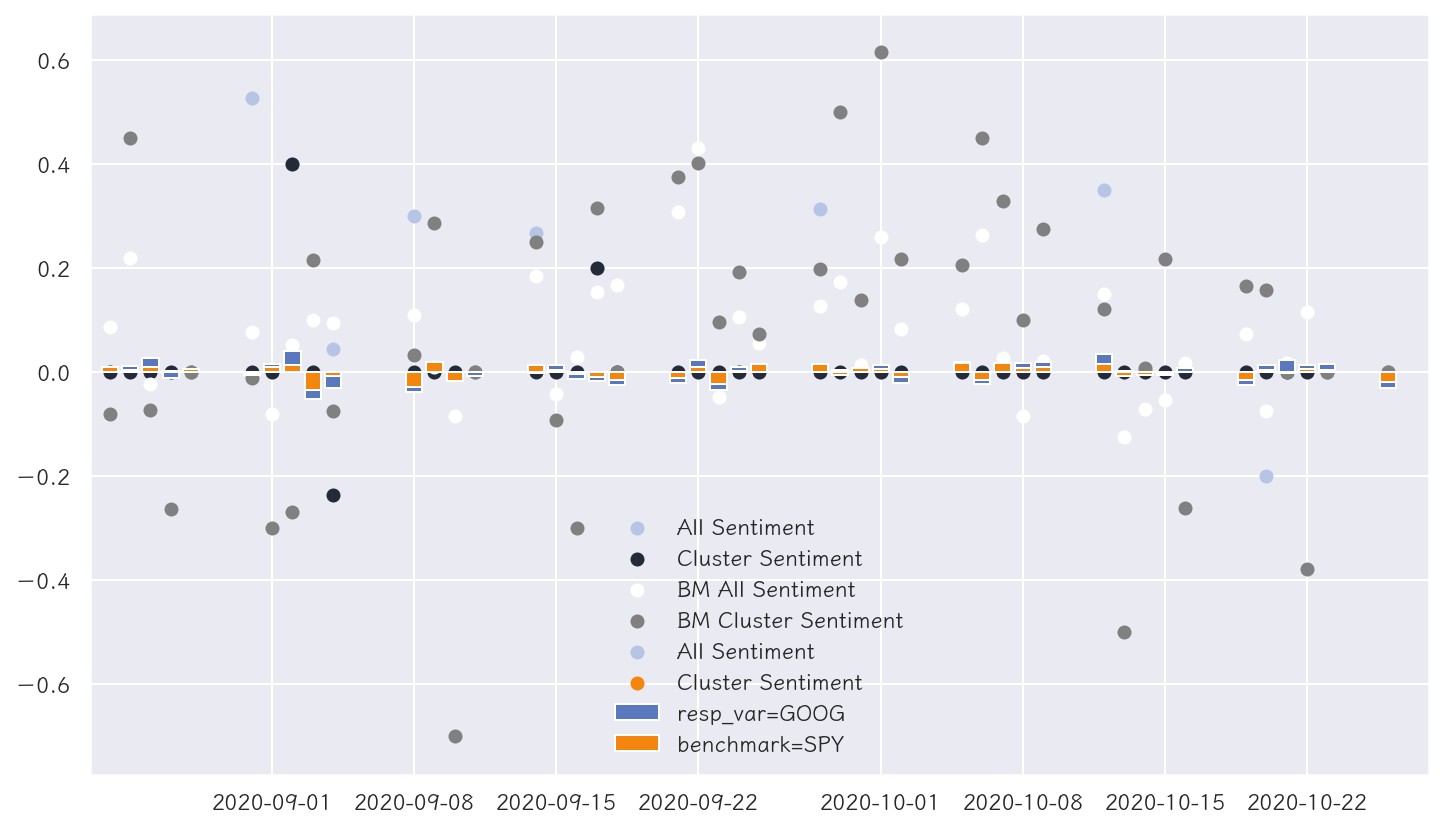 0.6
0.4
0.2
0.0
−0.2
−0.4
−0.6
All Sentiment
Cluster Sentiment
BM All Sentiment
BM Cluster Sentiment
All Sentiment
Cluster Sentiment
resp_var=GOOG
benchmark=SPY
2020-09-01 2020-09-08 2020-09-15 2020-09-22 2020-10-01 2020-10-08 2020-10-15 2020-10-22